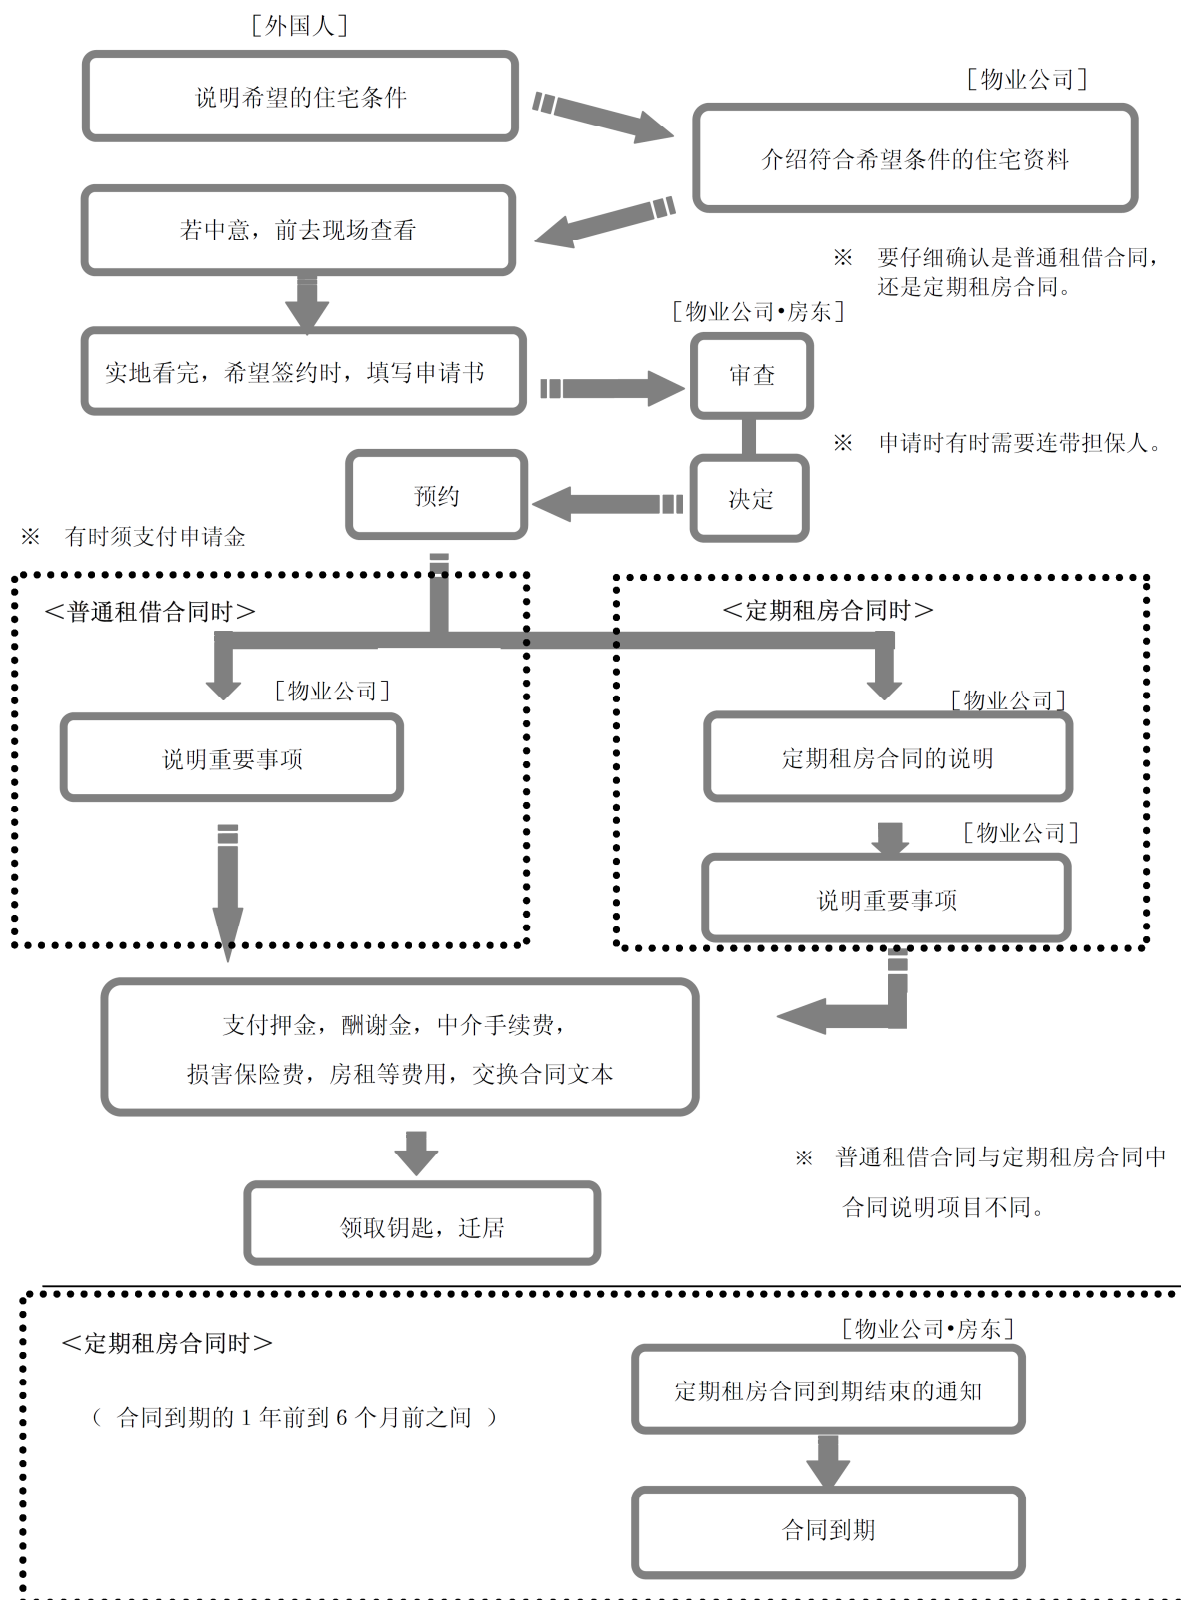 ［外国人］
说明希望的住宅条件
［物业公司］
介绍符合希望条件的住宅资料
若中意，前去现场查看
※　要仔细确认是普通租借合同，
还是定期租房合同。
［物业公司•房东］
实地看完，希望签约时，填写申请书
审查
※　申请时有时需要连带担保人。
预约
决定
※　有时须支付申请金
＜普通租借合同时＞
＜定期租房合同时＞
［物业公司］
说明重要事项
［物业公司］
定期租房合同的说明
［物业公司］
说明重要事项
支付押金，酬谢金，中介手续费，
损害保险费，房租等费用，交换合同文本
※　普通租借合同与定期租房合同中
合同说明项目不同。
领取钥匙，迁居
＜定期租房合同时＞
［物业公司•房东］
定期租房合同到期结束的通知
（ 合同到期的 1 年前到 6 个月前之间 ）
合同到期